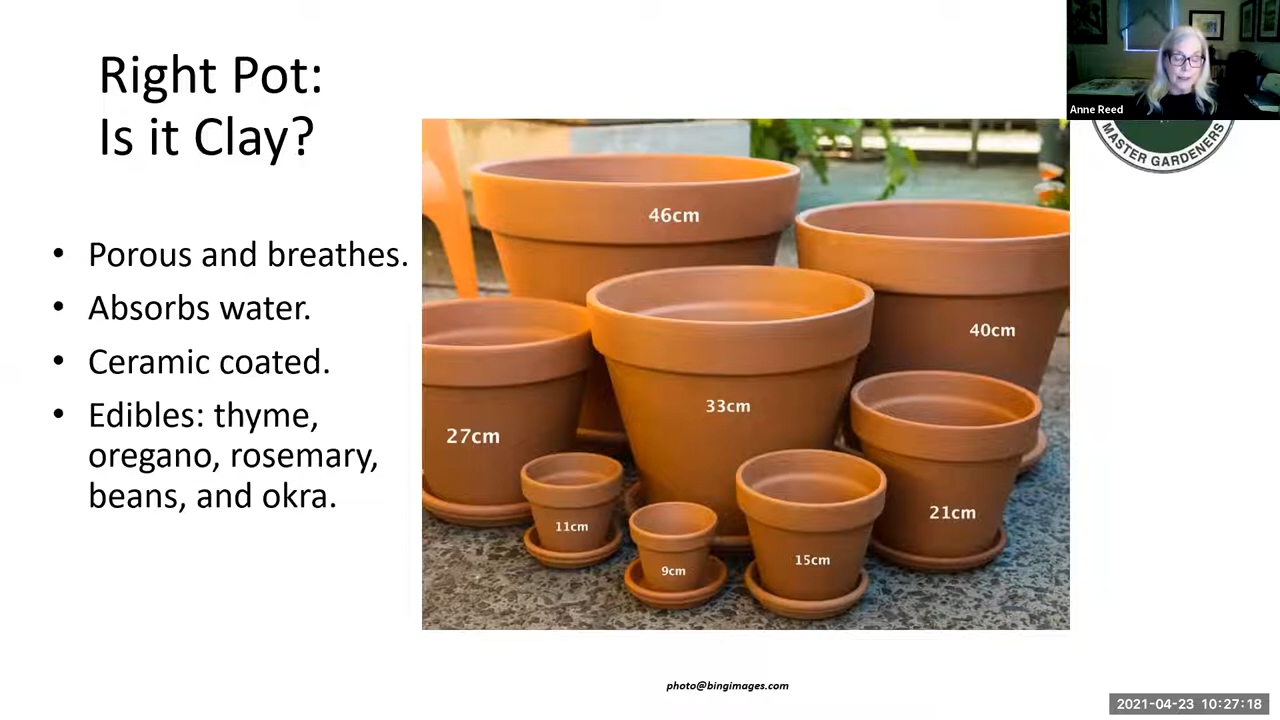 Right Pot:
Is it Clay?
Anne Reed
MASTER GARDENERS
• Porous and breathes.
• Absorbs water.
• Ceramic coated.
• Edibles: thyme,
oregano, rosemary,
beans, and okra.
46cm
40cm
33cm
27cm
21cm
11cm
15cm
9cm
photo@bingimages.com
2021-04-23 10:27:18